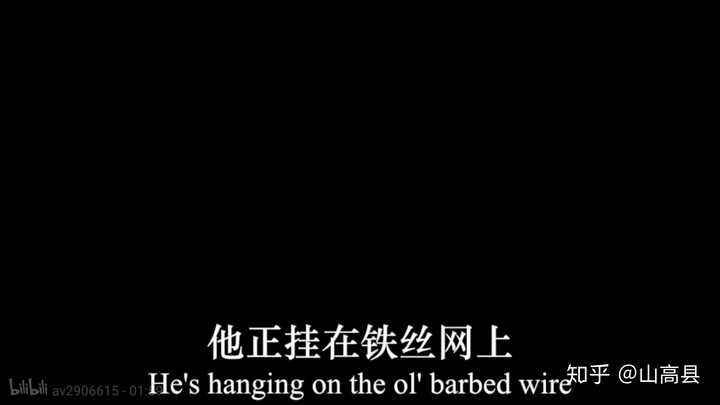 他正挂在铁丝网上
He's hanging on the ol' barbed wire
知乎 @山高县
bilibili av2906615 - 01: